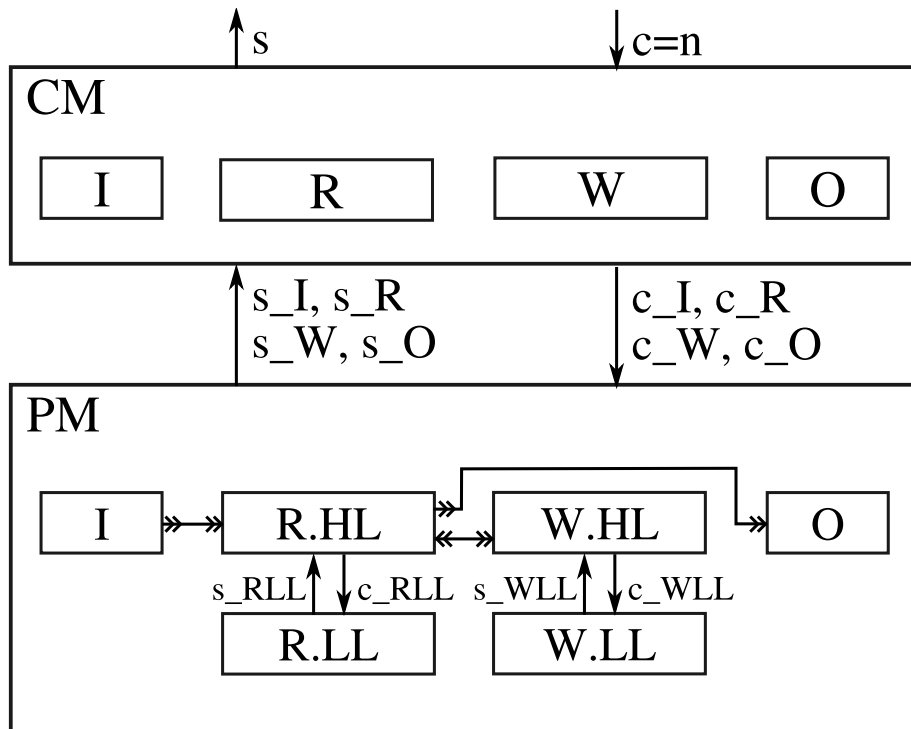 s
c=n
CM
I
R
W
O
s_I, s_R
s_W, s_O
c_I, c_R
c_W, c_O
PM
I
R.HL
W.HL
O
s_RLL
c_RLL
s_WLL
c_WLL
R.LL
W.LL